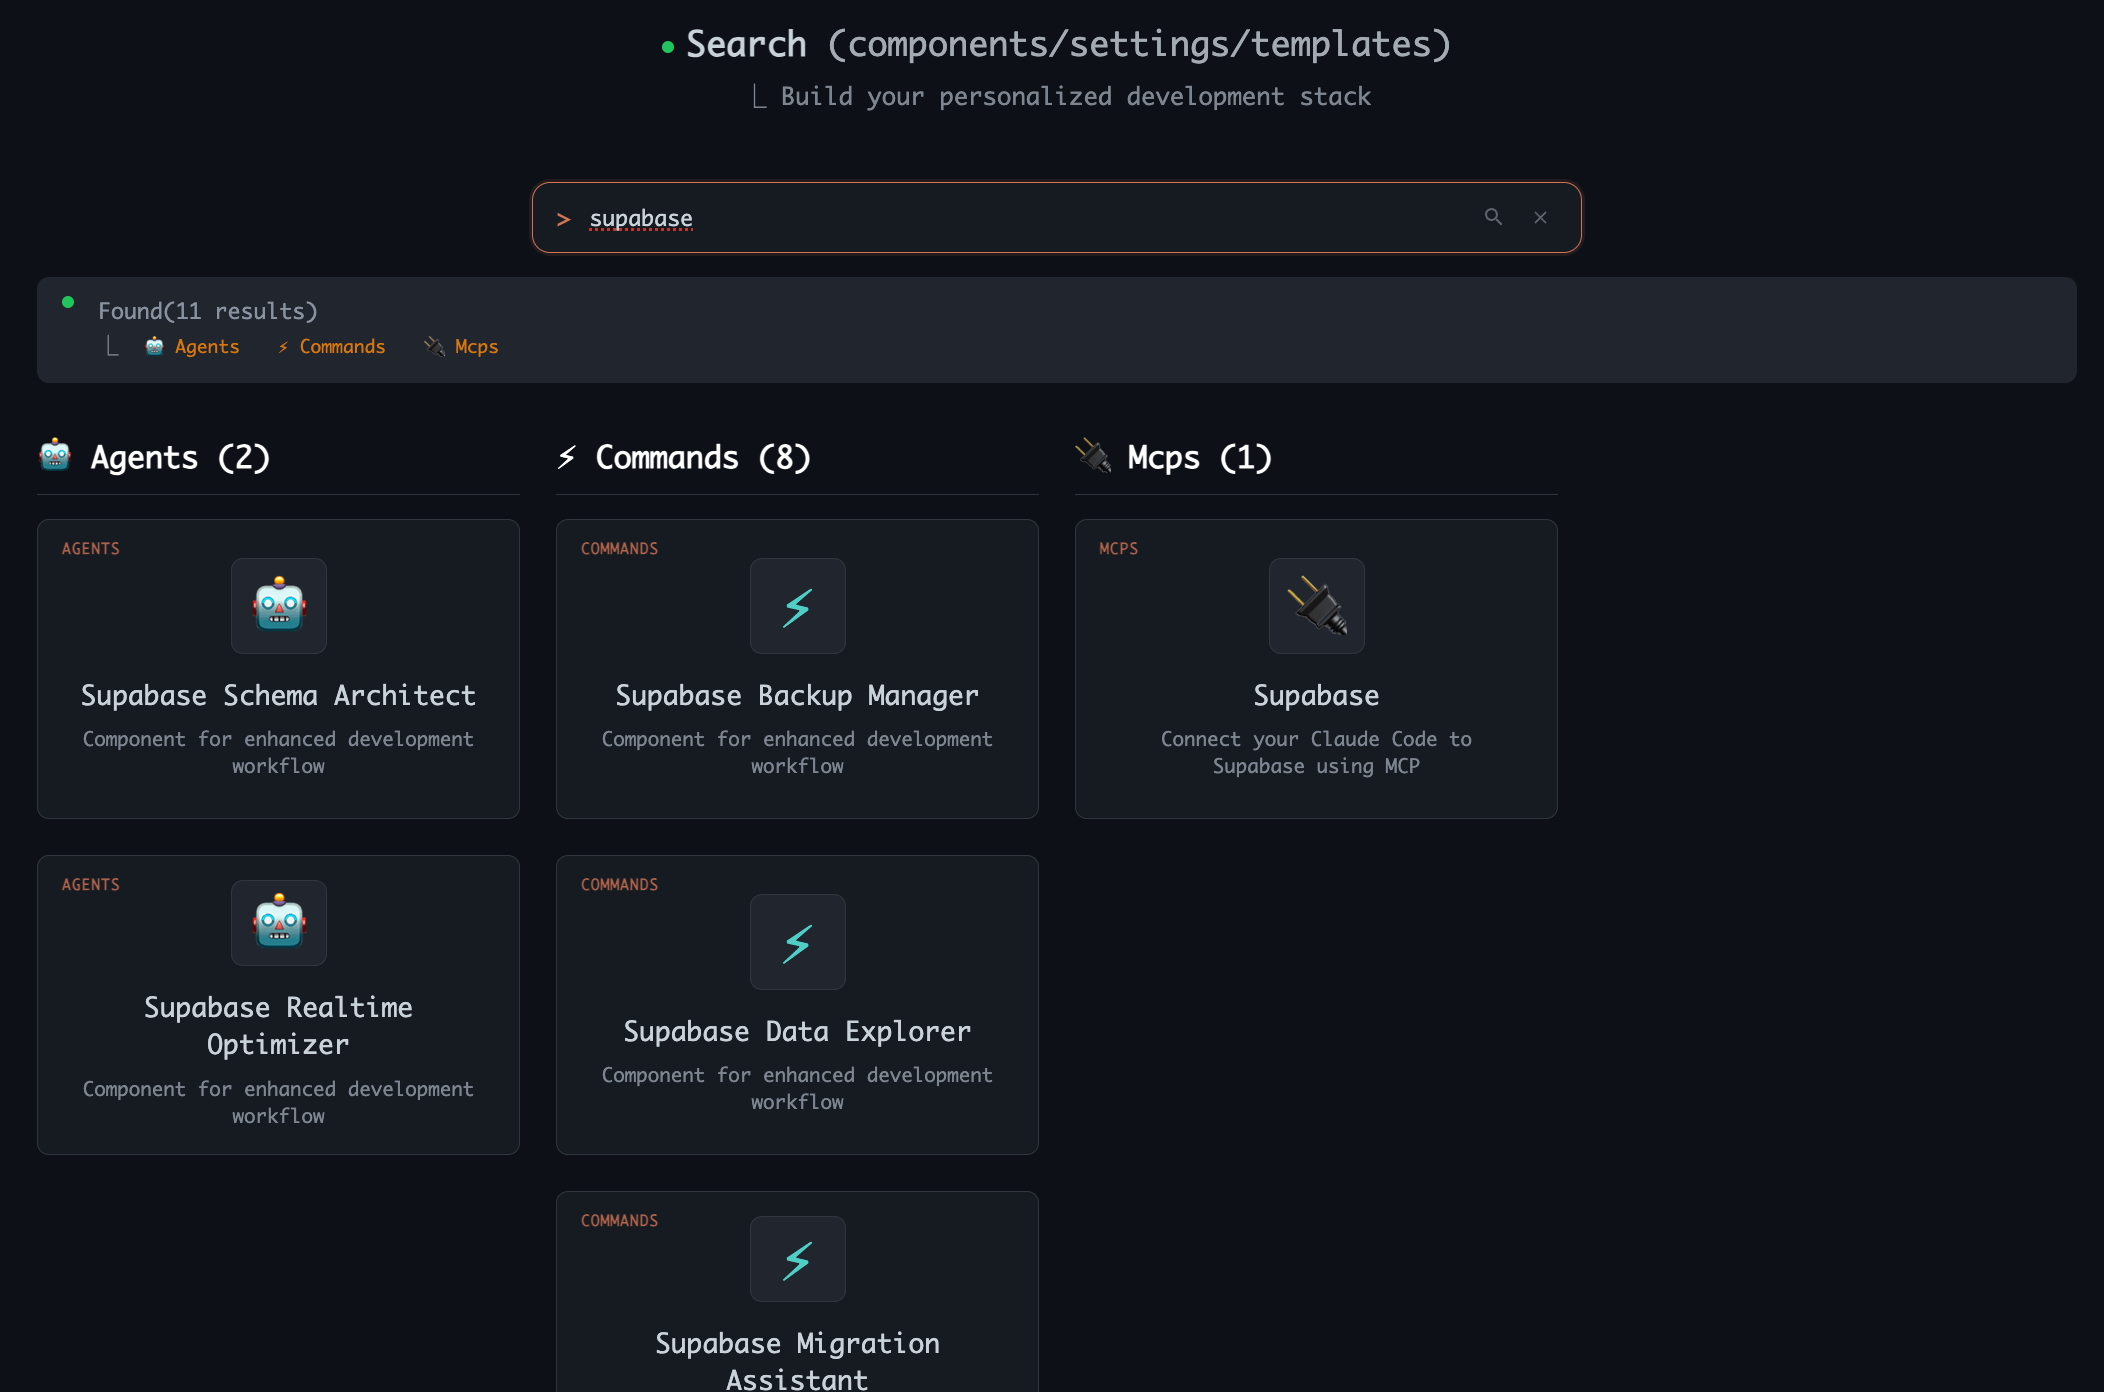 Search (components/settings/templates)
⎿ Build your personalized development stack
> supabase
Found(11 results)
⎿ Agents Commands Mcps
Agents (2)
AGENTS
Supabase Schema Architect
Component for enhanced development
workflow
AGENTS
Supabase Realtime
Optimizer
Component for enhanced development
workflow
Commands (8)
COMMANDS
Supabase Backup Manager
Component for enhanced development
workflow
COMMANDS
Supabase Data Explorer
Component for enhanced development
workflow
COMMANDS
Supabase Migration
Assistant
Mcps (1)
MCPS
Supabase
Connect your Claude Code to
Supabase using MCP